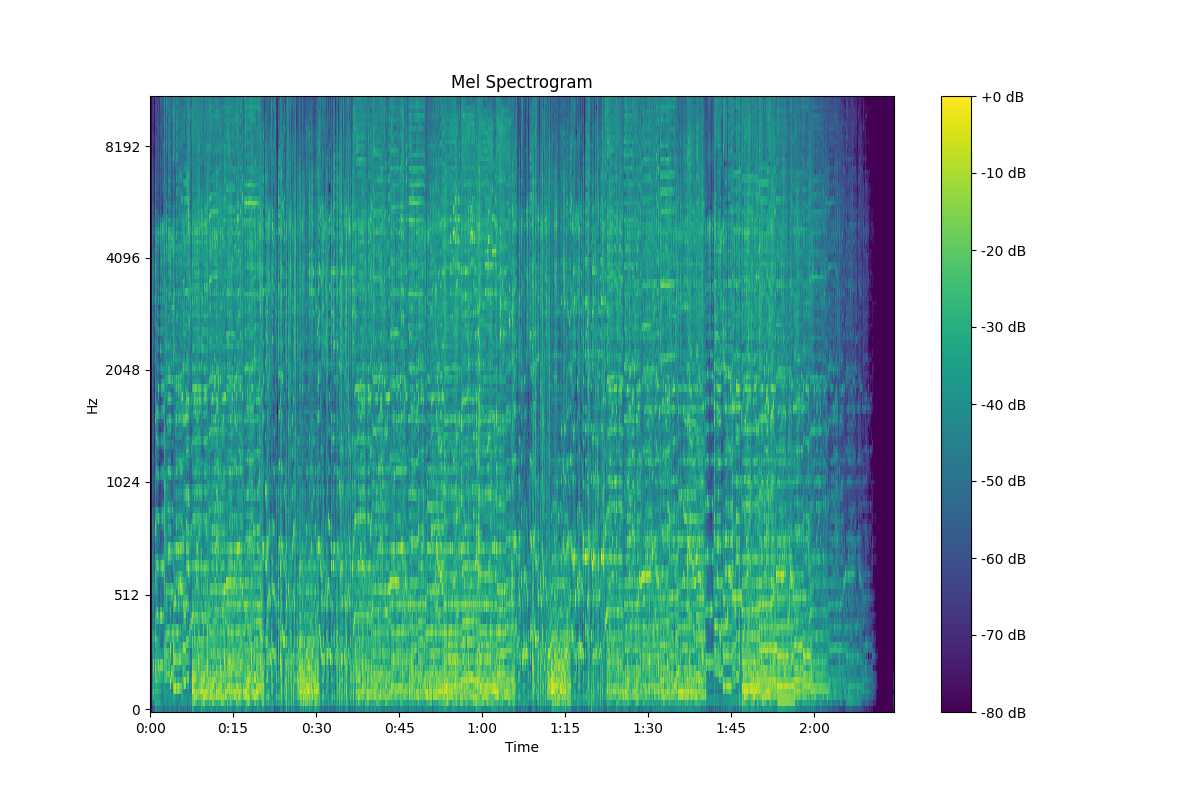 Mel Spectrogram
8192
4096
2048
1024
512
0
Hz
0:00 0:15 0:30 0:45 1:00 1:15 1:30 1:45 2:00
Time
+0 dB
-10 dB
-20 dB
-30 dB
-40 dB
-50 dB
-60 dB
-70 dB
-80 dB